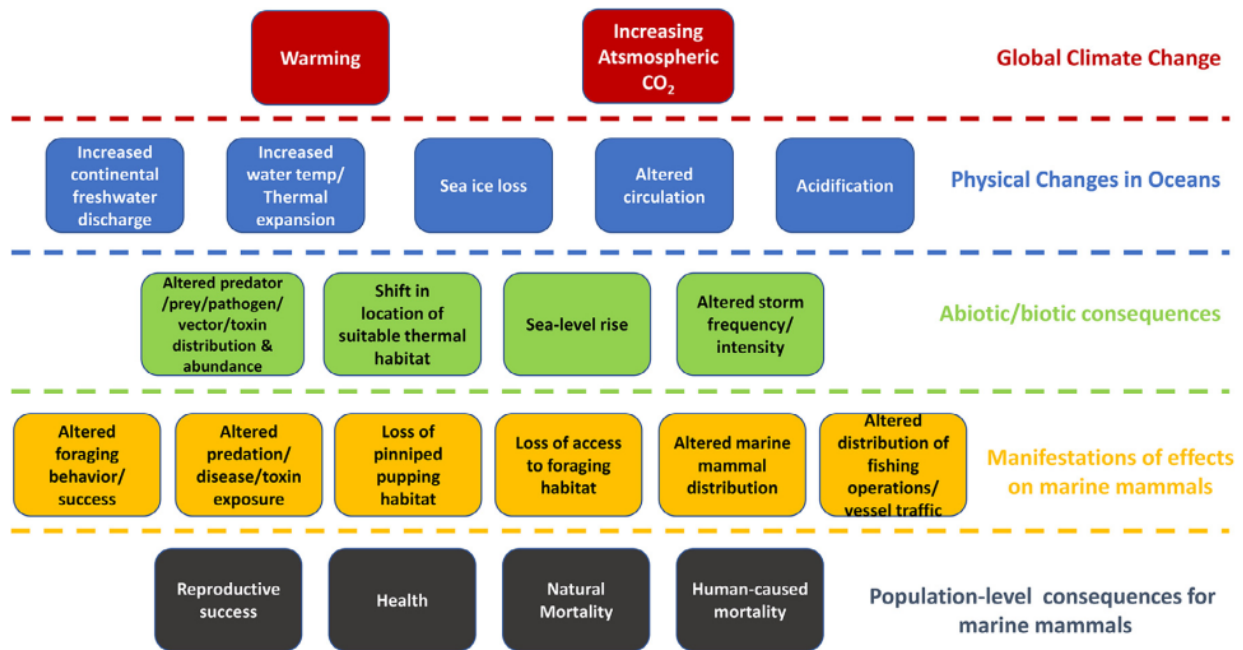 Warming
Increasing
Atsmospheric
CO₂
Global Climate Change
Increased
continental
freshwater
discharge
Increased
water temp/
Thermal
expansion
Sea ice loss
Altered
circulation
Acidification
Physical Changes in Oceans
Altered predator
/prey/pathogen/
vector/toxin
distribution &
abundance
Shift in
location of
suitable thermal
habitat
Sea-level rise
Altered storm
frequency/
intensity
Abiotic/biotic consequences
Altered
foraging
behavior/
success
Altered
predation/
disease/toxin
exposure
Loss of
pinniped
pupping
habitat
Loss of access
to foraging
habitat
Altered marine
mammal
distribution
Altered
distribution of
fishing
operations/
vessel traffic
Manifestations of effects
on marine mammals
Reproductive
success
Health
Natural
Mortality
Human-caused
mortality
Population-level consequences for
marine mammals